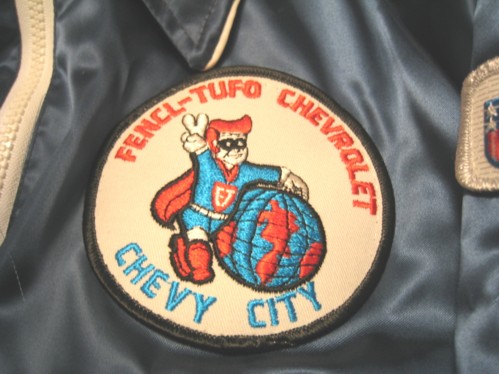 FENCL-TUFO CHEVROLET
FT
CHEVY CITY